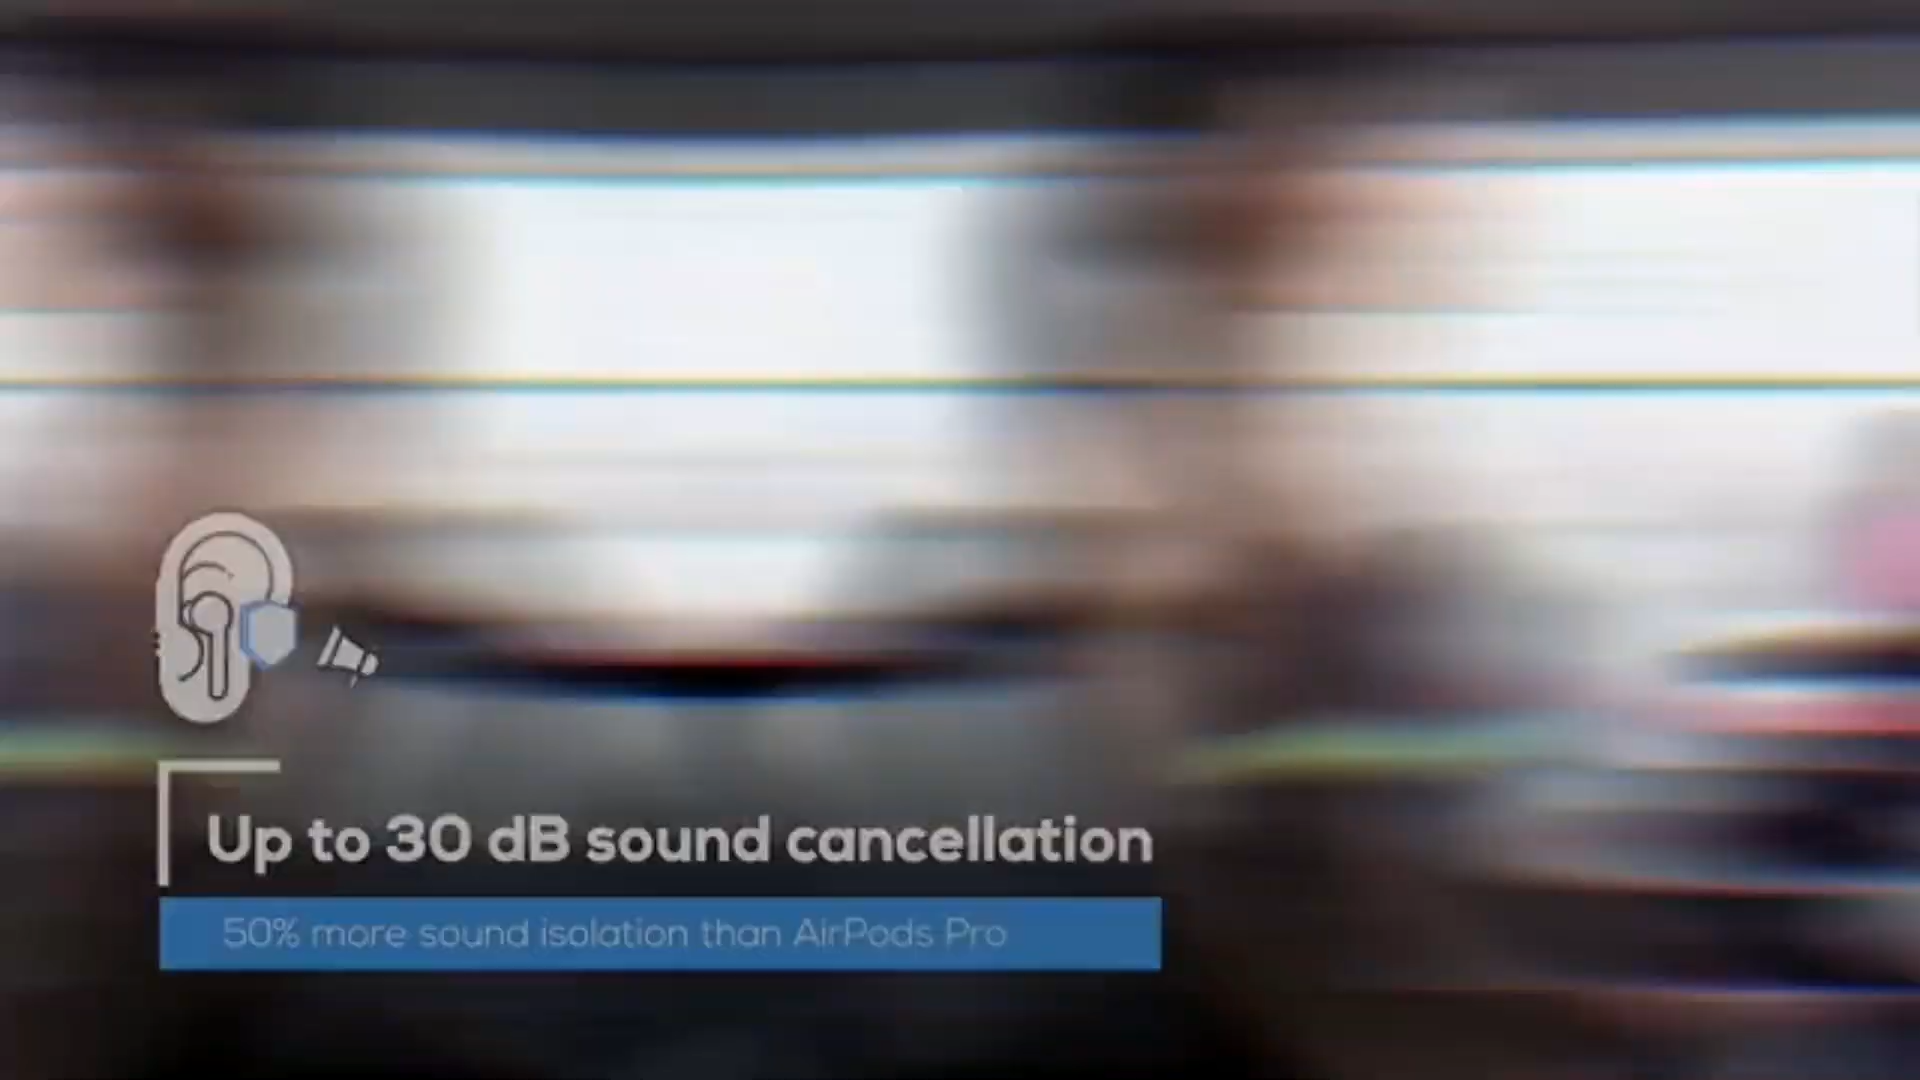 Up to 30 dB sound cancellation
50% more sound isolation than AirPods Pro